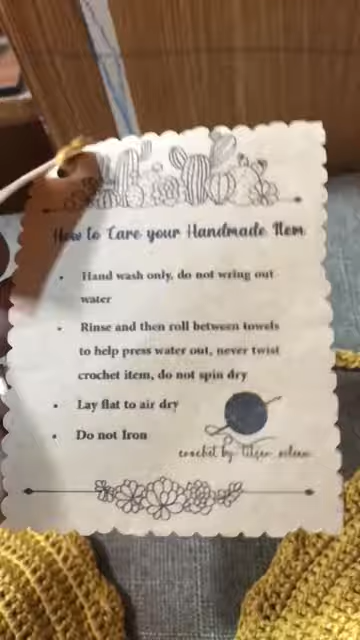 How to Care your Handmade Item
Hand wash only, do not wring out
water
Rinse and then roll between towels
to help press water out, never twist
crochet item, do not spin dry
Lay flat to air dry
Do not Iron
crochet by